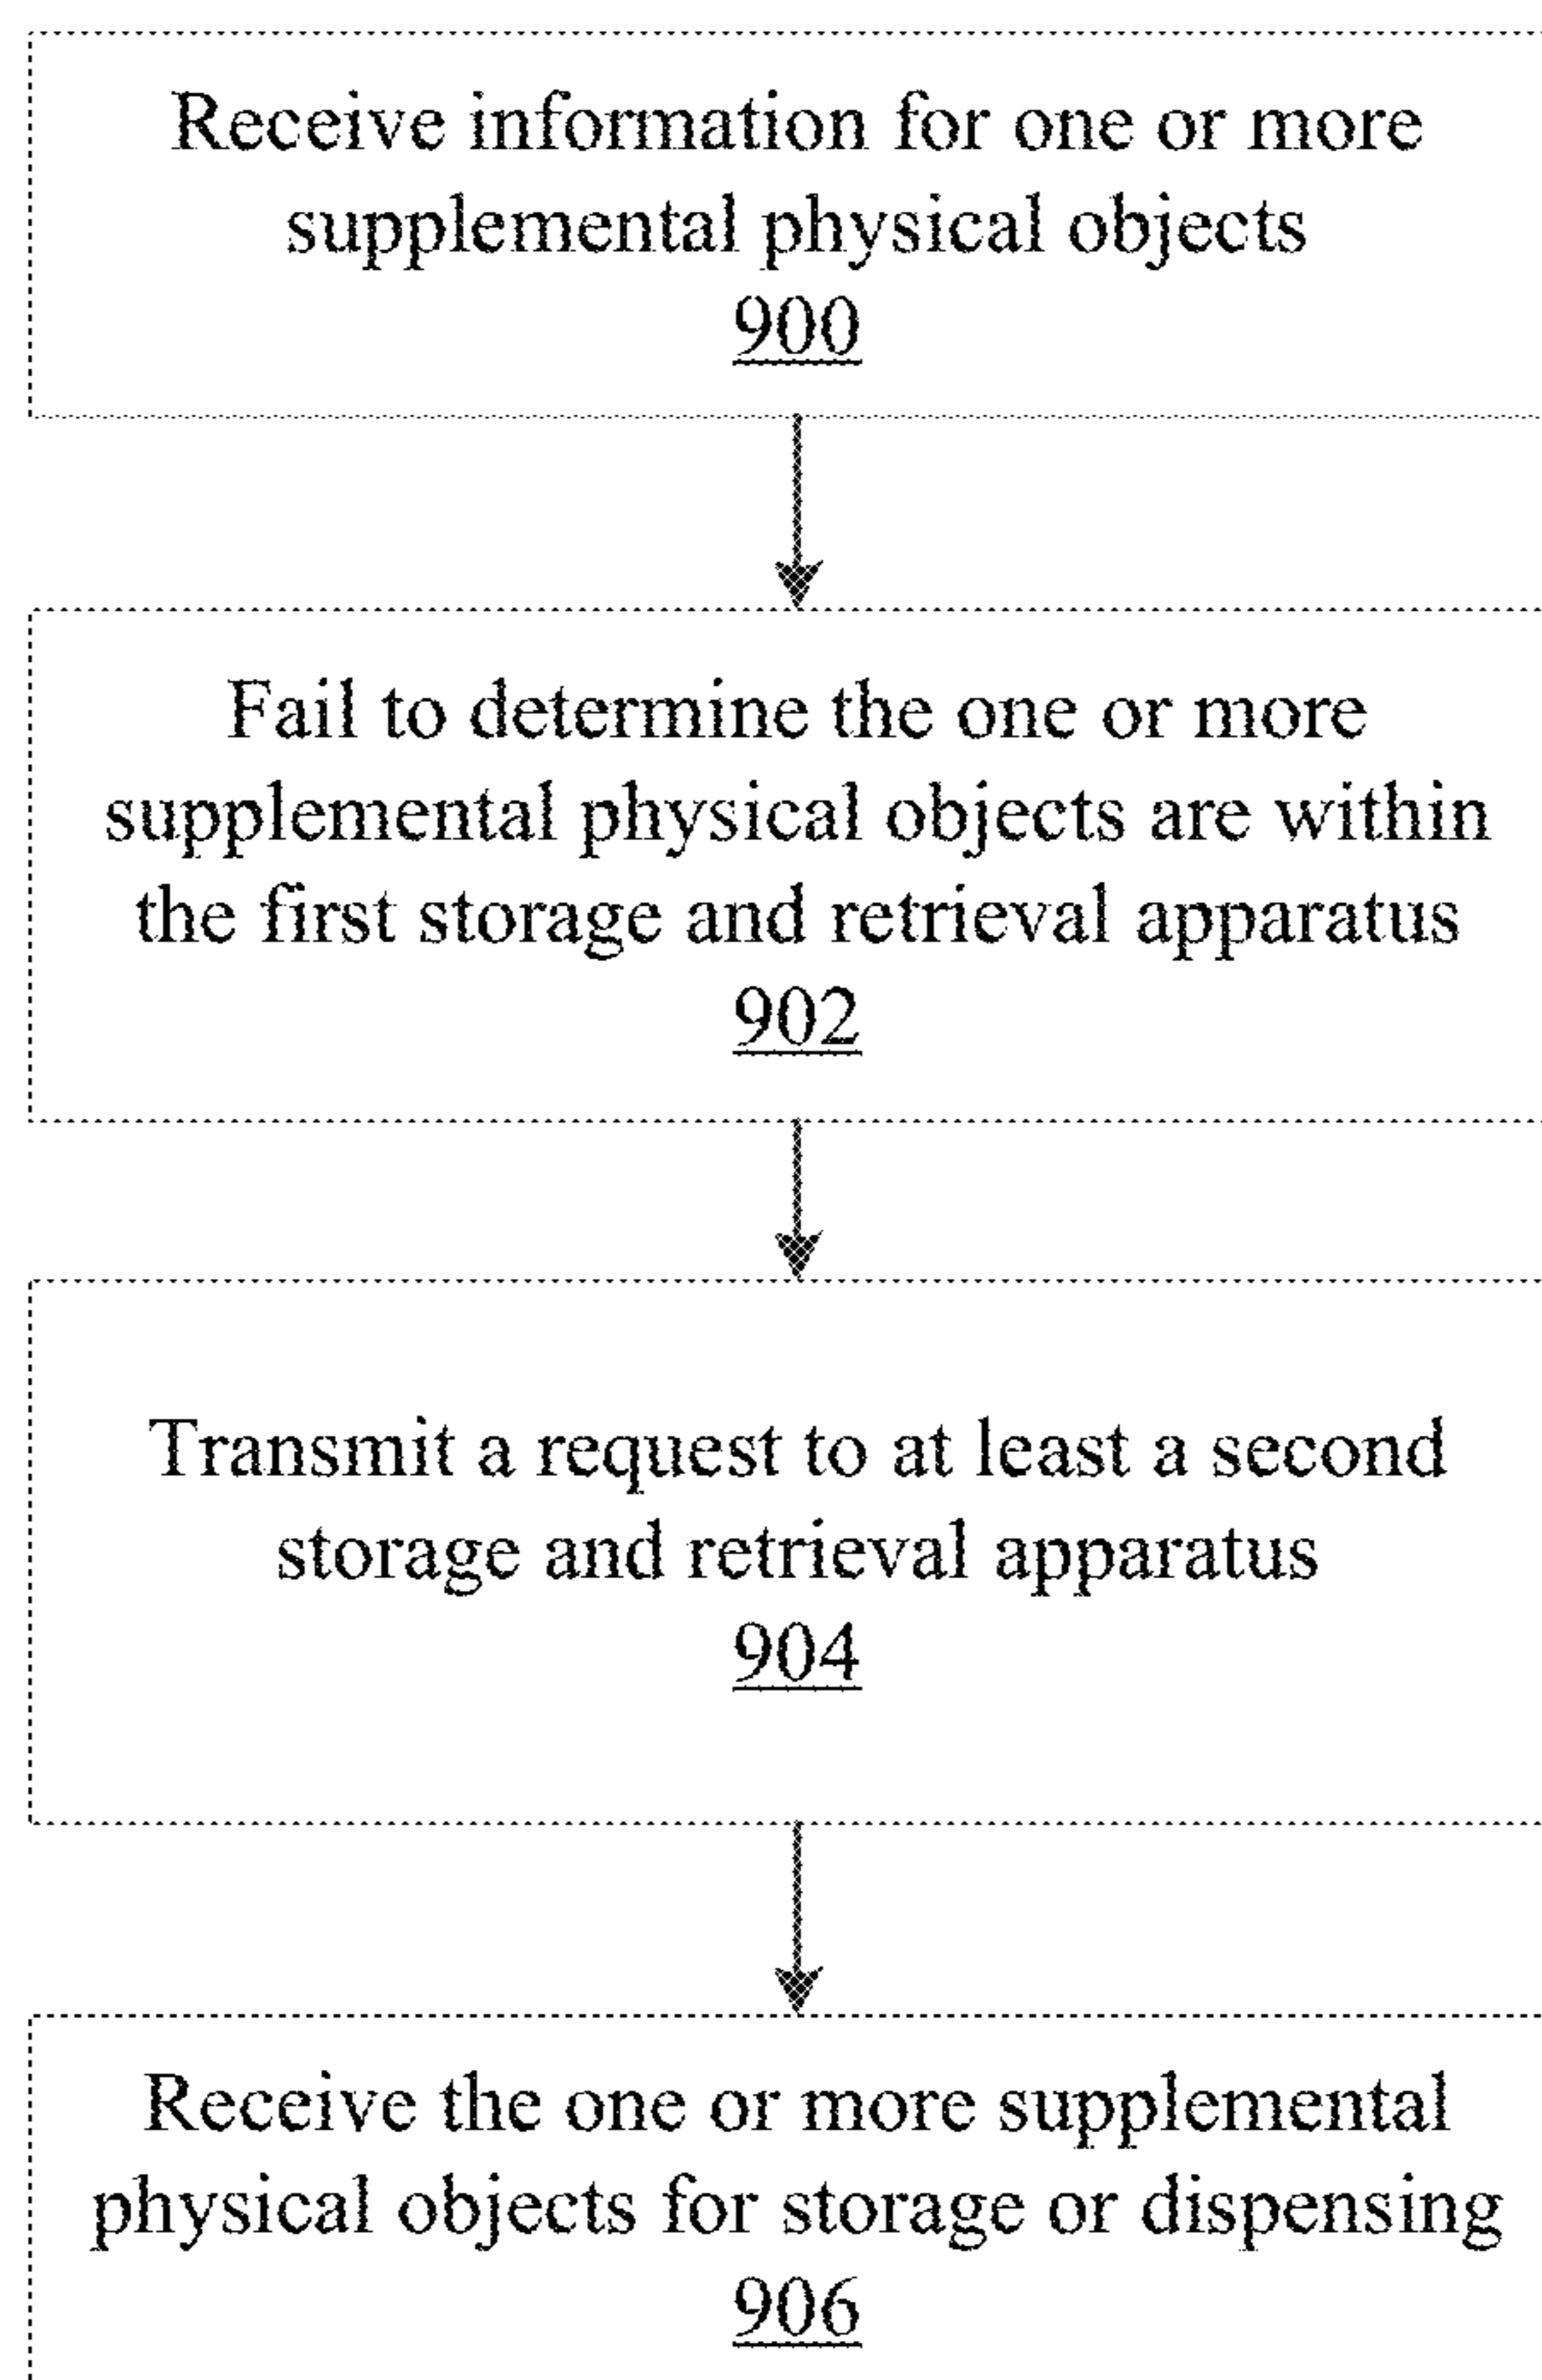 Receive information for one or more
supplemental physical objects
900
Fail to determine the one or more
supplemental physical objects are within
the first storage and retrieval apparatus
902
Transmit a request to at least a second
storage and retrieval apparatus
904
Receive the one or more supplemental
physical objects for storage or dispensing
906